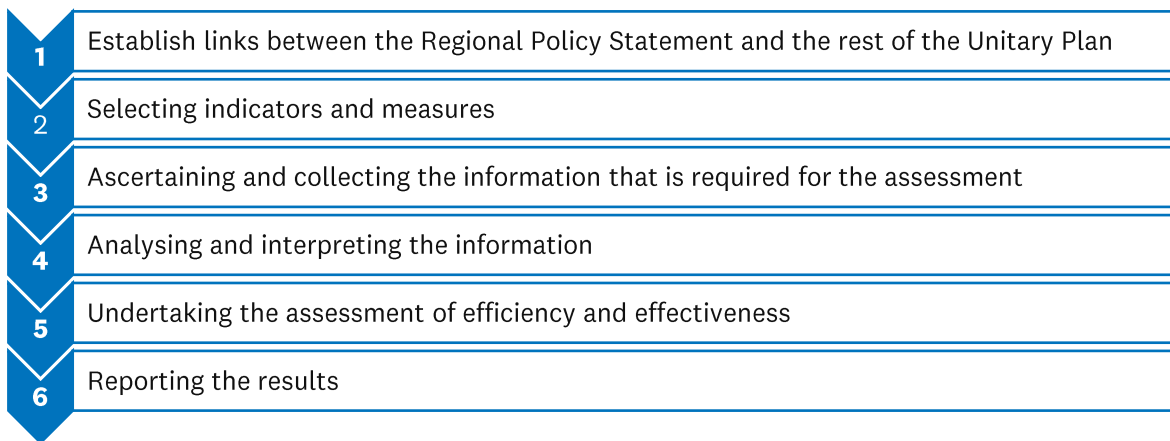 1 Establish links between the Regional Policy Statement and the rest of the Unitary Plan
2 Selecting indicators and measures
3 Ascertaining and collecting the information that is required for the assessment
4 Analysing and interpreting the information
5 Undertaking the assessment of efficiency and effectiveness
6 Reporting the results